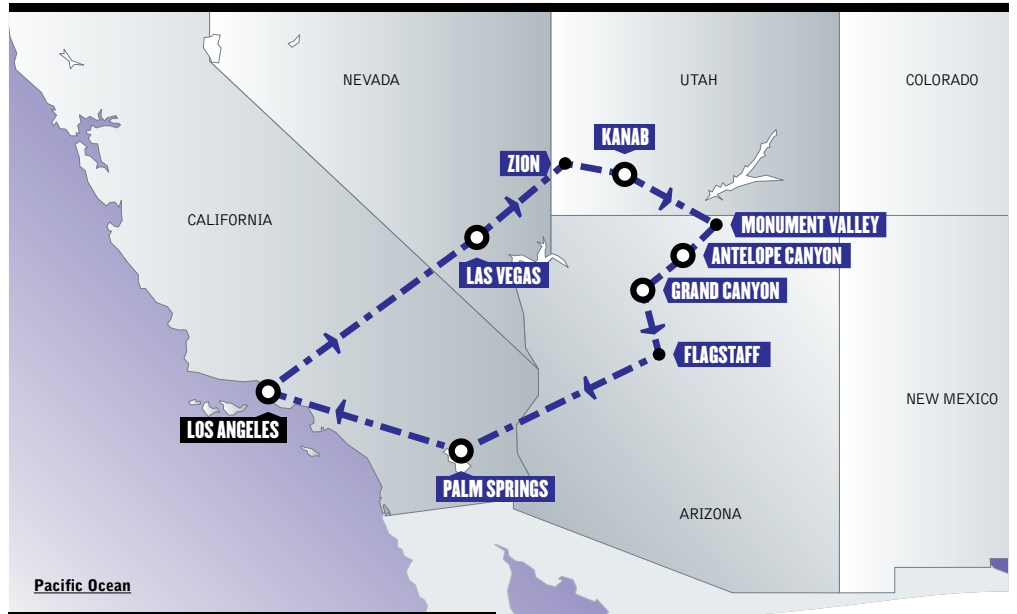 NEVADA
UTAH
COLORADO
KANAB
ZION
CALIFORNIA
MONUMENT VALLEY
ANTELOPE CANYON
LAS VEGAS
GRAND CANYON
FLAGSTAFF
NEW MEXICO
LOS ANGELES
PALM SPRINGS
ARIZONA
Pacific Ocean